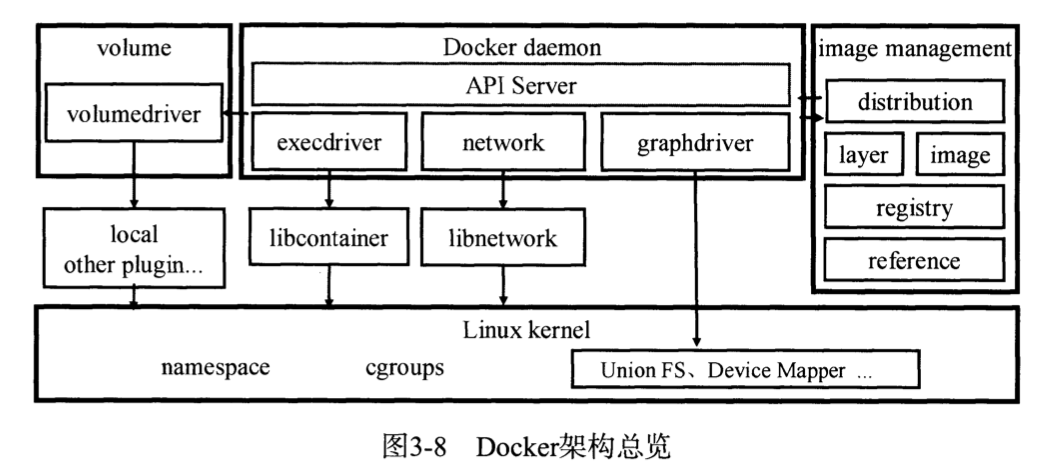 volume
volumedriver
local
other plugin...
Docker daemon
API Server
execdriver
network
graphdriver
libcontainer
libnetwork
image management
distribution
layer
image
registry
reference
Linux kernel
namespace
cgroups
Union FS、Device Mapper ...
图3-8 Docker架构总览